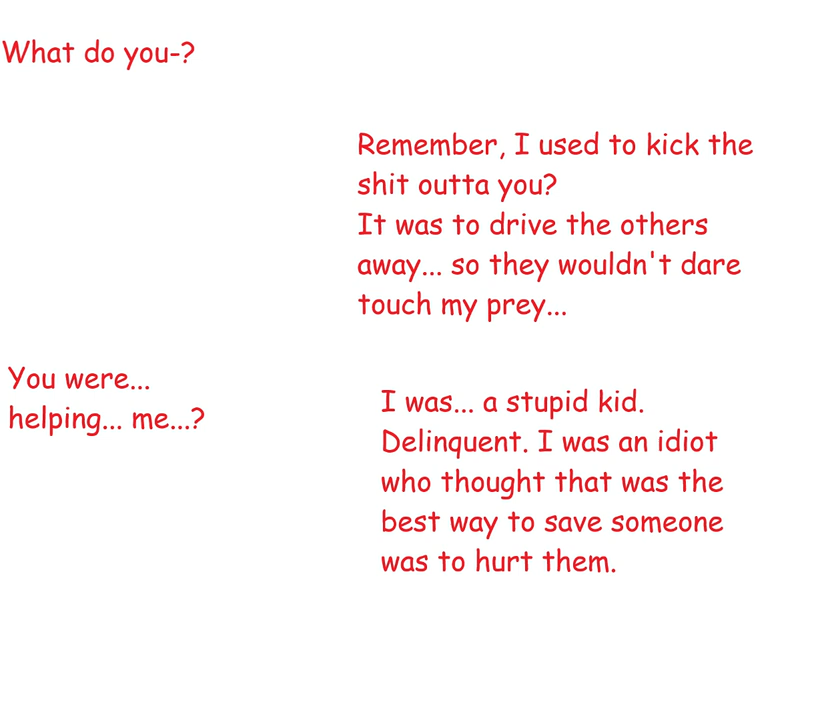 What do you-?
Remember, I used to kick the
shit outta you?
It was to drive the others
away... so they wouldn't dare
touch my prey...
You were...
helping... me...?
I was... a stupid kid.
Delinquent. I was an idiot
who thought that was the
best way to save someone
was to hurt them.